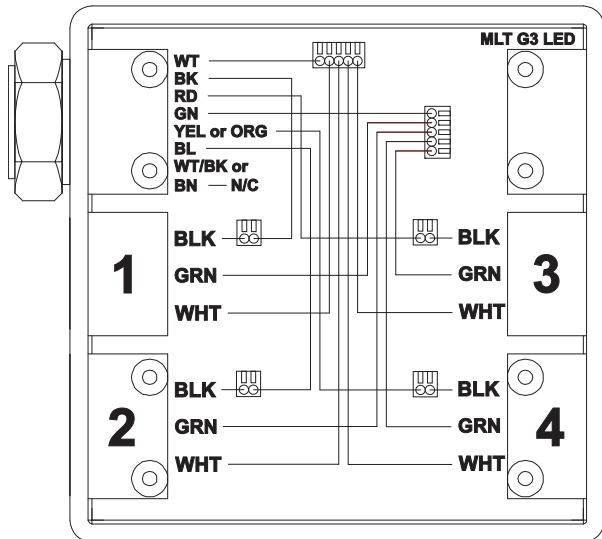 MLT G3 LED
WT
BK
RD
GN
YEL or ORG
BL
WT/BK or
BN — N/C
1
BLK
GRN
WHT
2
BLK
GRN
WHT
BLK
GRN
WHT
3
BLK
GRN
WHT
4